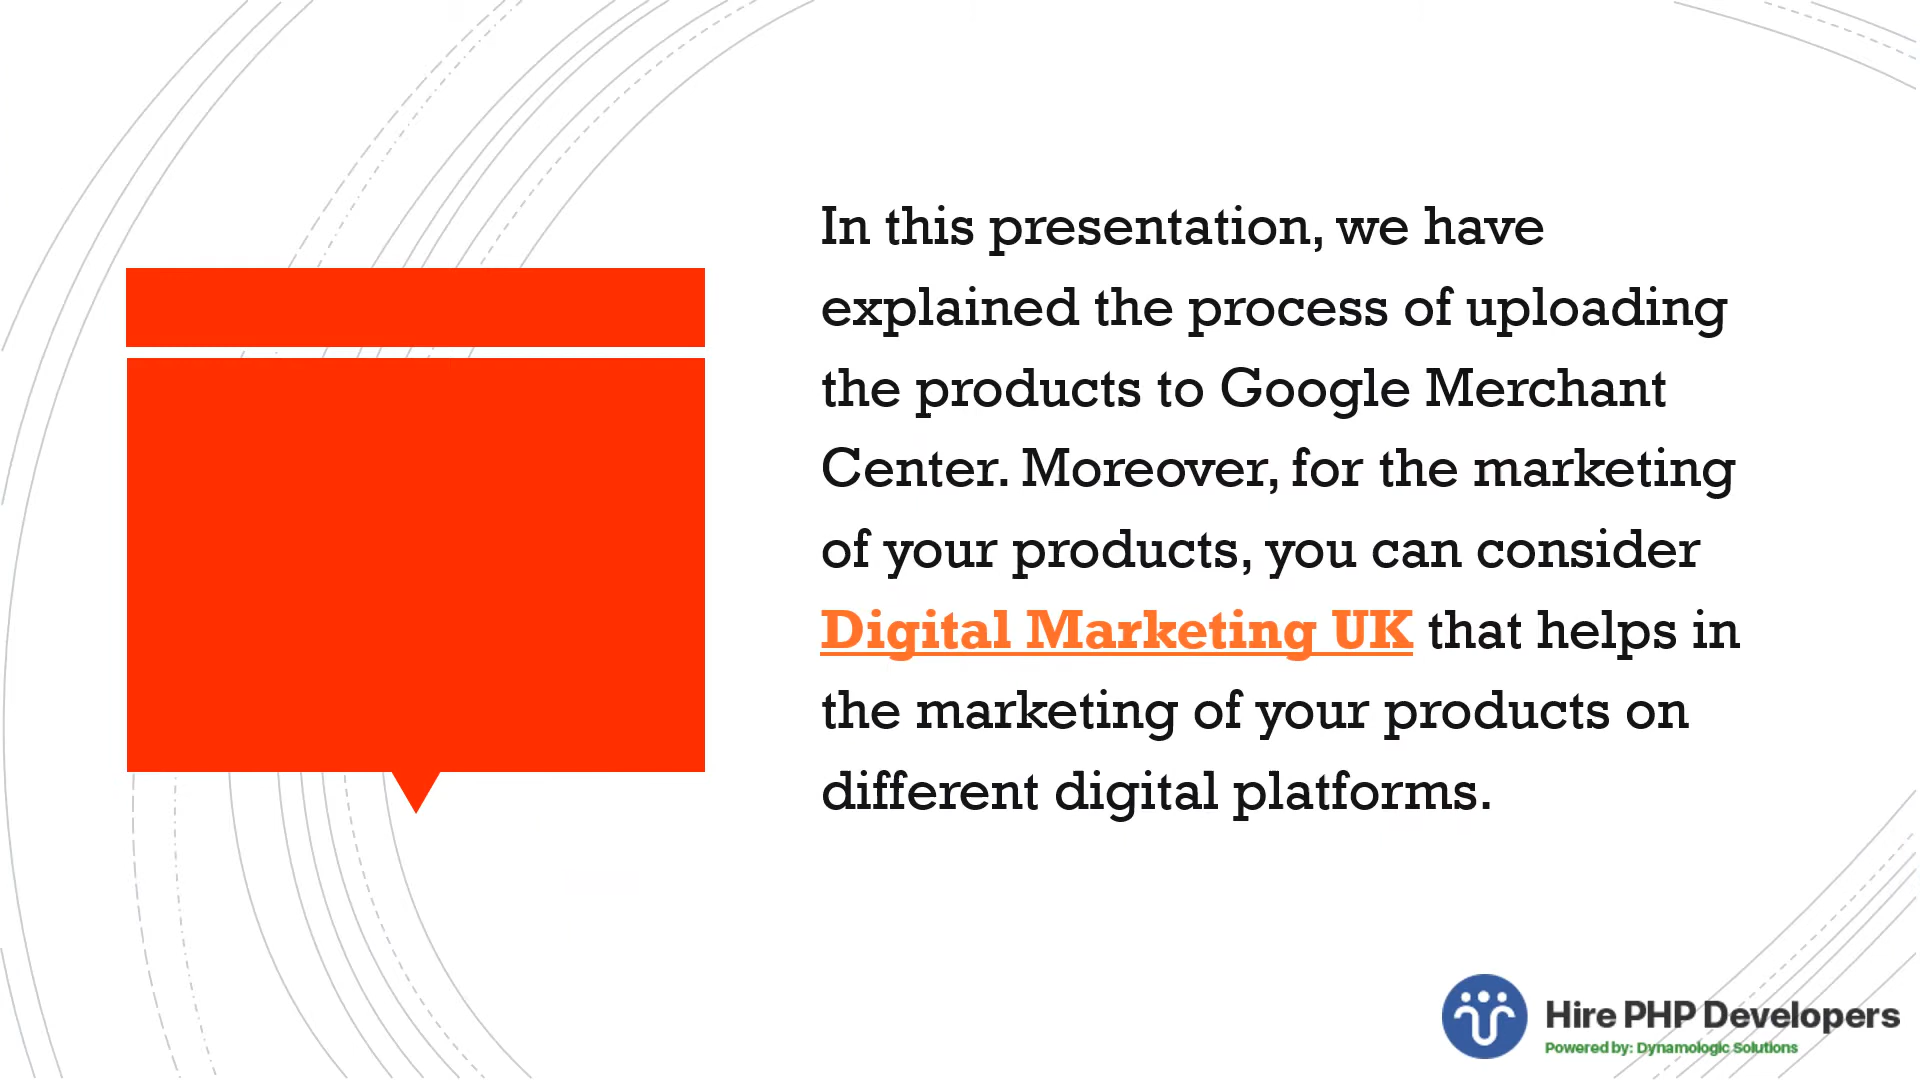 In this presentation, we have
explained the process of uploading
the products to Google Merchant
Center. Moreover, for the marketing
of your products, you can consider
Digital Marketing UK that helps in
the marketing of your products on
different digital platforms.
Hire PHP Developers
Powered by: Dynamologic Solutions